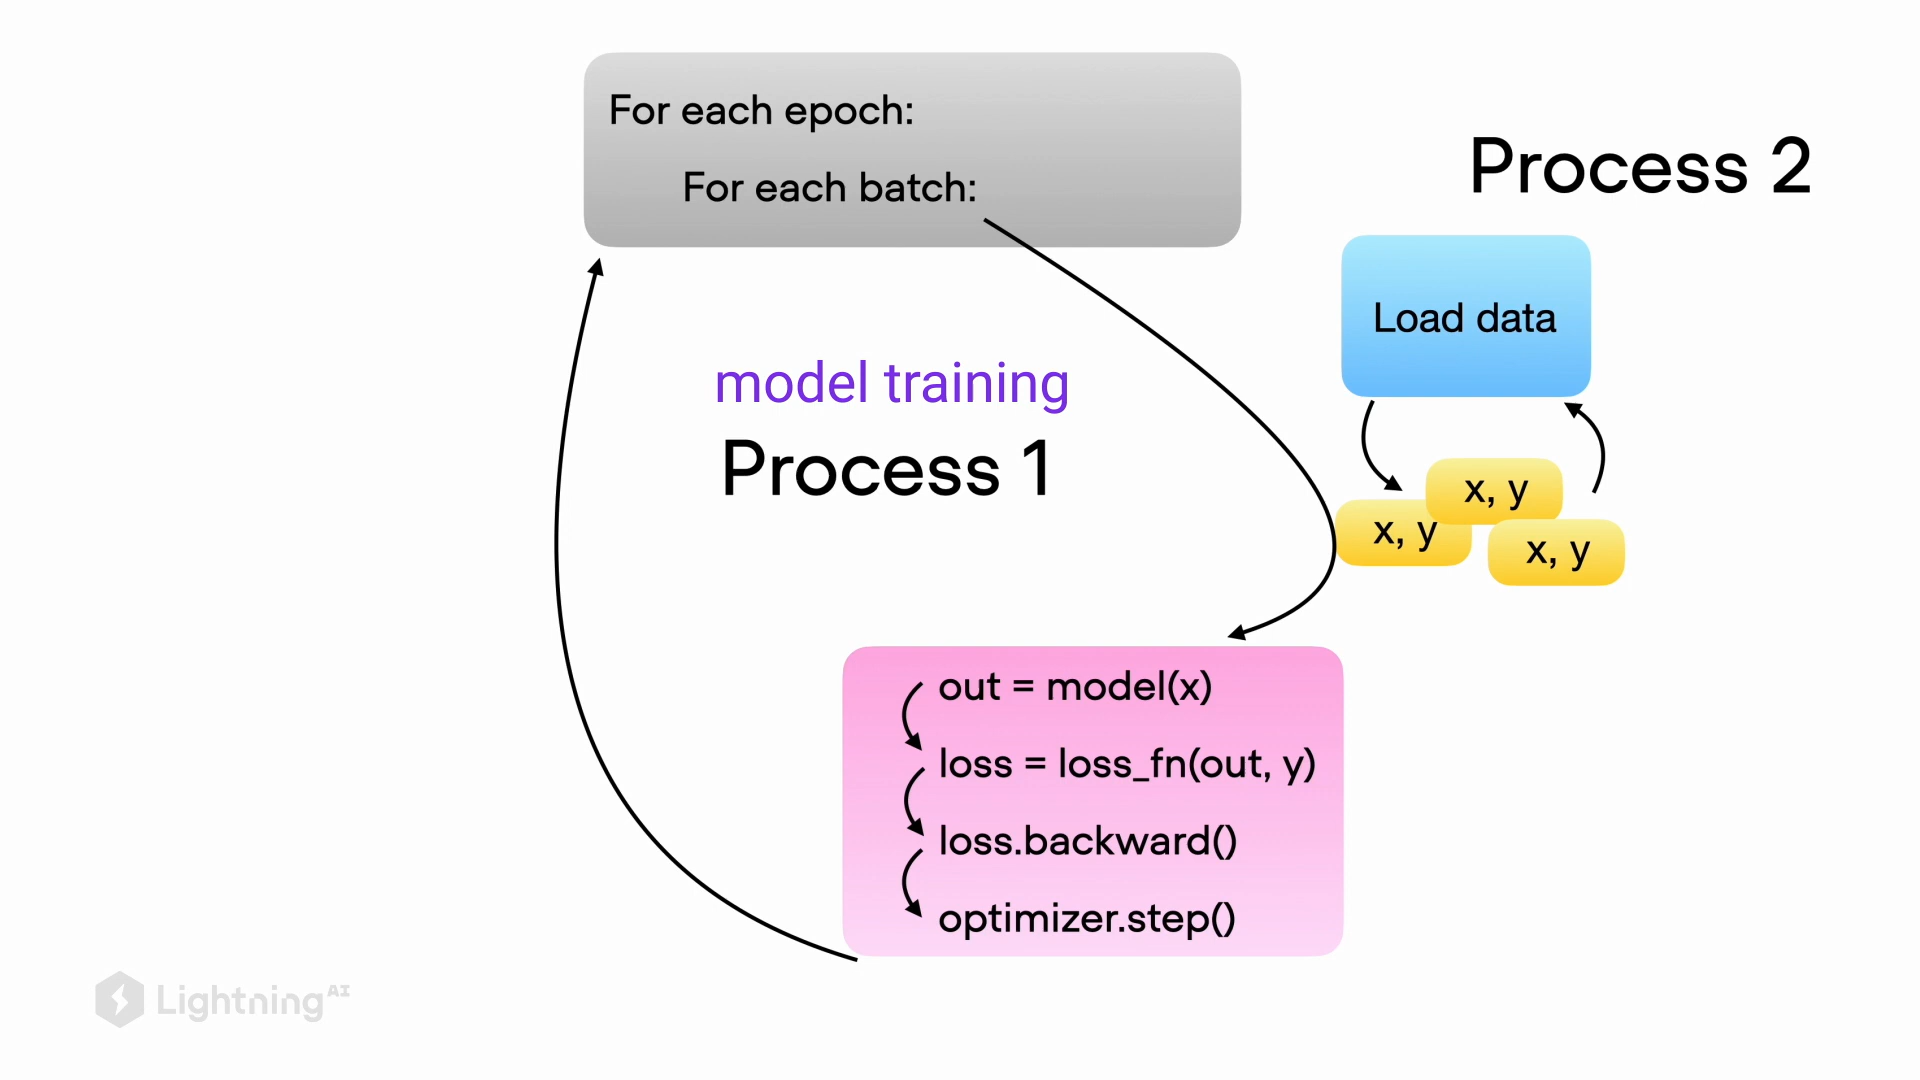 For each epoch:
For each batch:
Process 2
Load data
model training
Process 1
x, y
x, y
x, y
out = model(x)
loss = loss_fn(out, y)
loss.backward()
optimizer.step()
Lightning AI